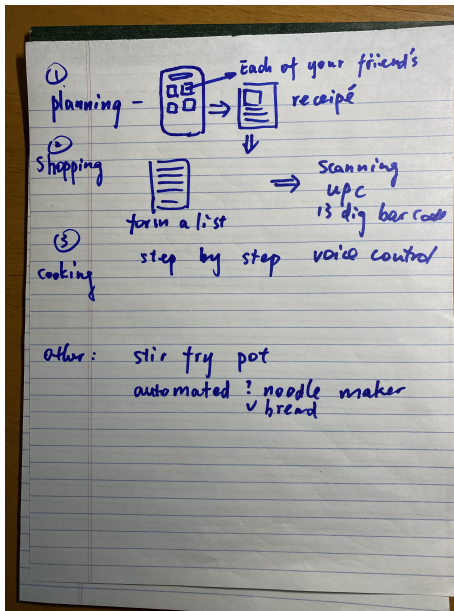 ①
Each of your friend's
planning -
receipé
②
shopping
scanning
upc
13 dig bar code
form a list
③
cooking
step by step voice control
other: stir fry pot
automated ? noodle maker
✓ bread